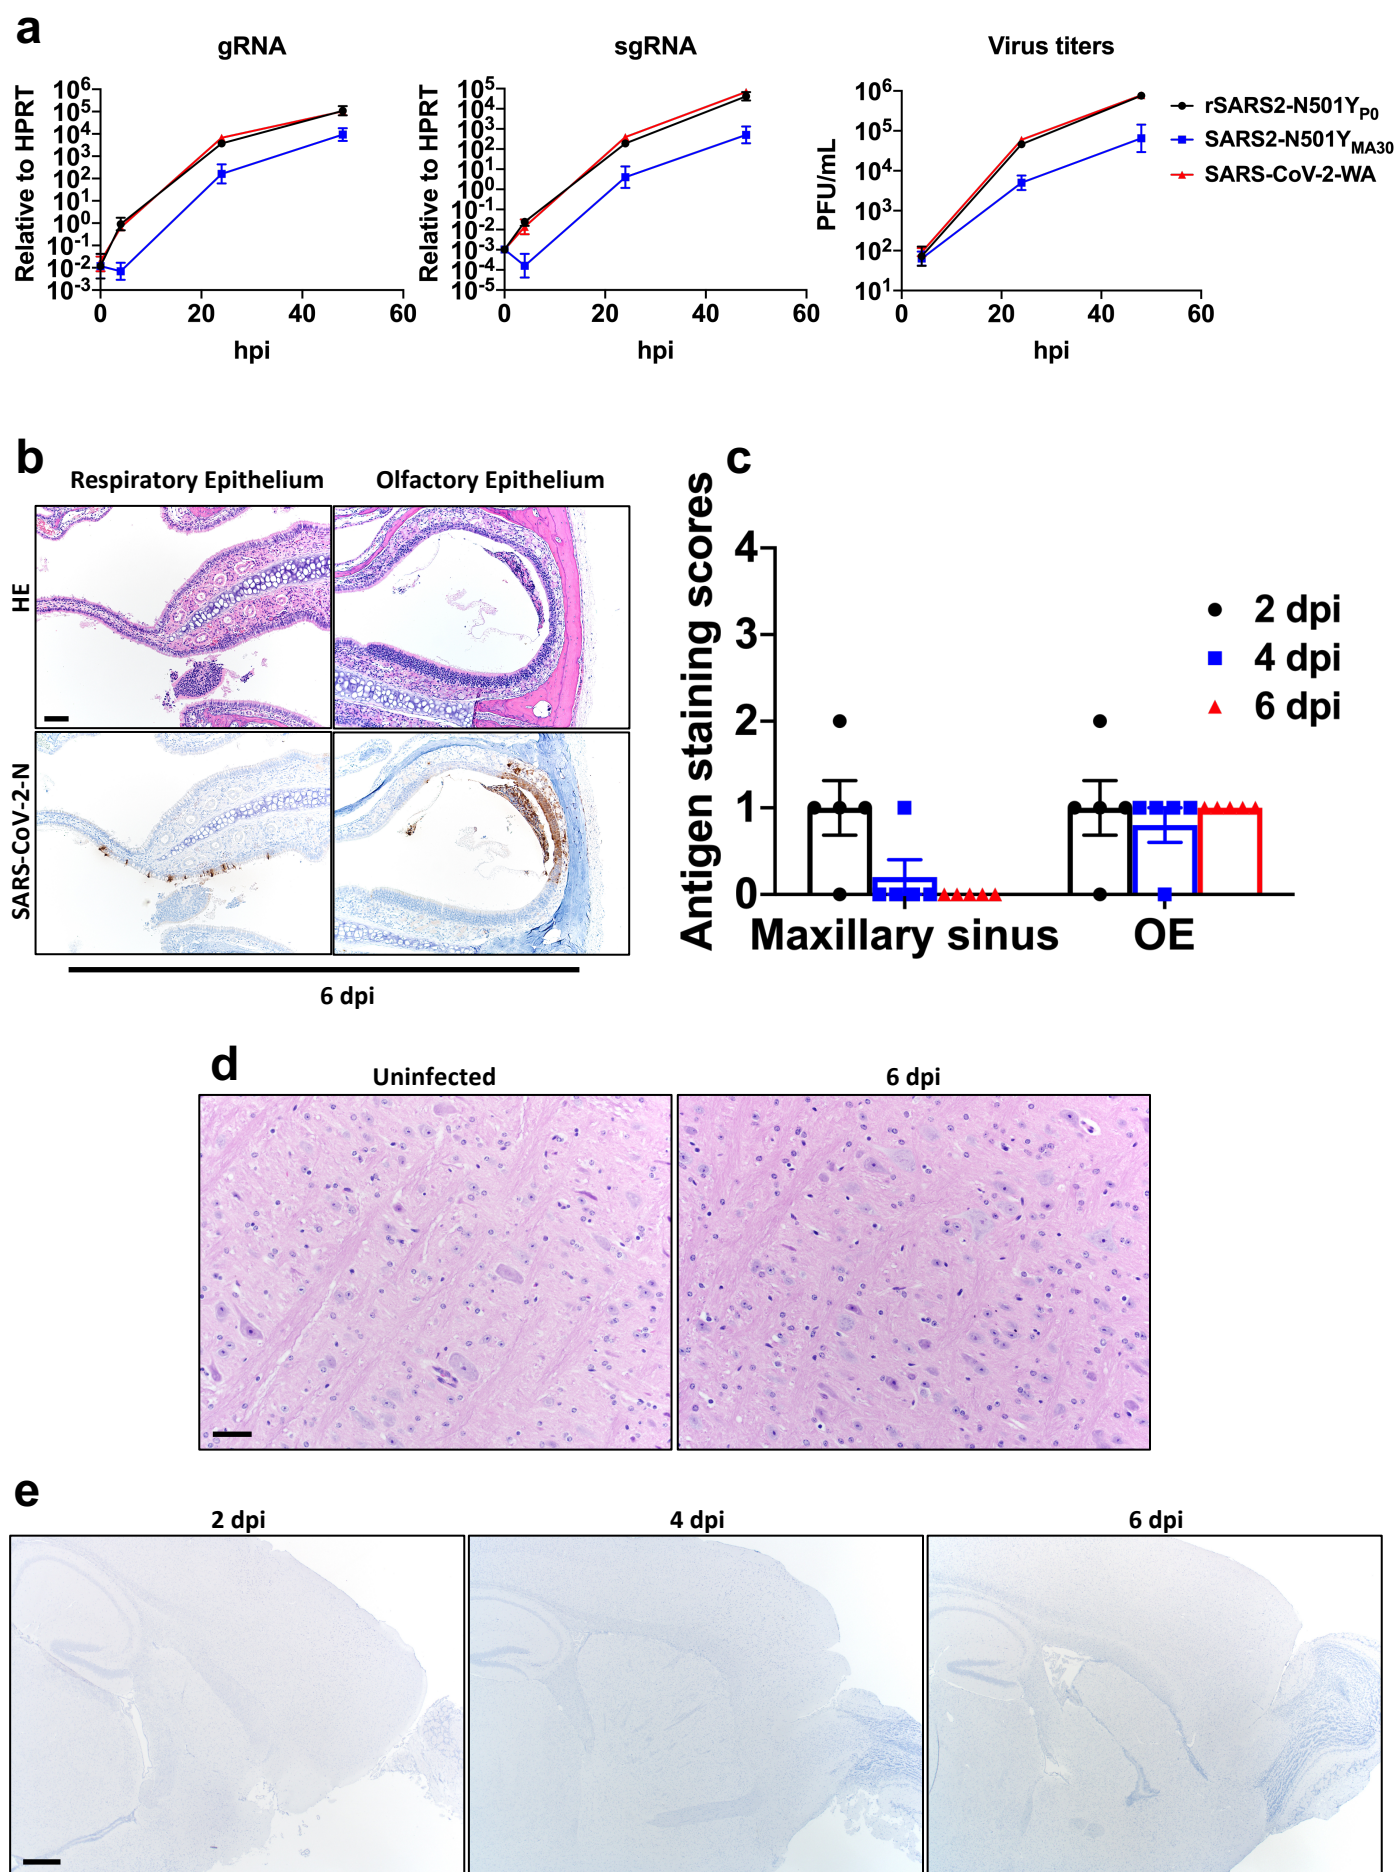 a
gRNA
Relative to HPRT
10^6
10^5
10^4
10^3
10^2
10^1
10^0
10^-1
10^-2
10^-3
0 20 40 60
hpi
sgRNA
Relative to HPRT
10^5
10^4
10^3
10^2
10^1
10^0
10^-1
10^-2
10^-3
10^-4
10^-5
0 20 40 60
hpi
Virus titers
PFU/mL
10^6
10^5
10^4
10^3
10^2
10^1
0 20 40 60
hpi
rSARS2-N501Y_P0
SARS2-N501Y_MA30
SARS-CoV-2-WA
b
Respiratory Epithelium Olfactory Epithelium
HE
SARS-CoV-2-N
6 dpi
c
Antigen staining scores
4
3
2
1
0
Maxillary sinus OE
2 dpi
4 dpi
6 dpi
d
Uninfected 6 dpi
e
2 dpi 4 dpi 6 dpi